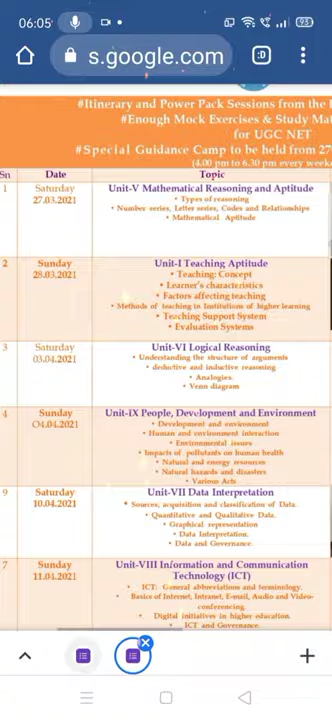 06:05
93
s.google.com
:D
#Itinerary and Power Pack Sessions from the
#Enough Mock Exercises & Study Mat
for UGC NET
#Special Guidance Camp to be held from 27
(4.00 pm to 6.30 pm every weeke
Sn Date Topic
1 Saturday 27.03.2021 Unit-V Mathematical Reasoning and Aptitude
• Types of reasoning
• Number series, Letter series, Codes and Relationships
• Mathematical Aptitude
2 Sunday 28.03.2021 Unit-I Teaching Aptitude
• Teaching: Concept
• Learner's characteristics
• Factors affecting teaching
• Methods of teaching in Institutions of higher learning
• Teaching Support System
• Evaluation Systems
3 Saturday 03.04.2021 Unit-VI Logical Reasoning
• Understanding the structure of arguments
• deductive and inductive reasoning
• Analogies.
• Venn diagram
4 Sunday 04.04.2021 Unit-IX People, Development and Environment
• Development and environment
• Human and environment interaction
• Environmental issues
• Impacts of pollutants on human health
• Natural and energy resources
• Natural hazards and disasters
• Various Acts
9 Saturday 10.04.2021 Unit-VII Data Interpretation
• Sources, acquisition and classification of Data.
• Quantitative and Qualitative Data.
• Graphical representation
• Data Interpretation.
• Data and Governance.
7 Sunday 11.04.2021 Unit-VIII Information and Communication
Technology (ICT)
• ICT: General abbreviations and terminology.
• Basics of Internet, Intranet, E-mail, Audio and Video-
conferencing.
• Digital initiatives in higher education.
• ICT and Governance.